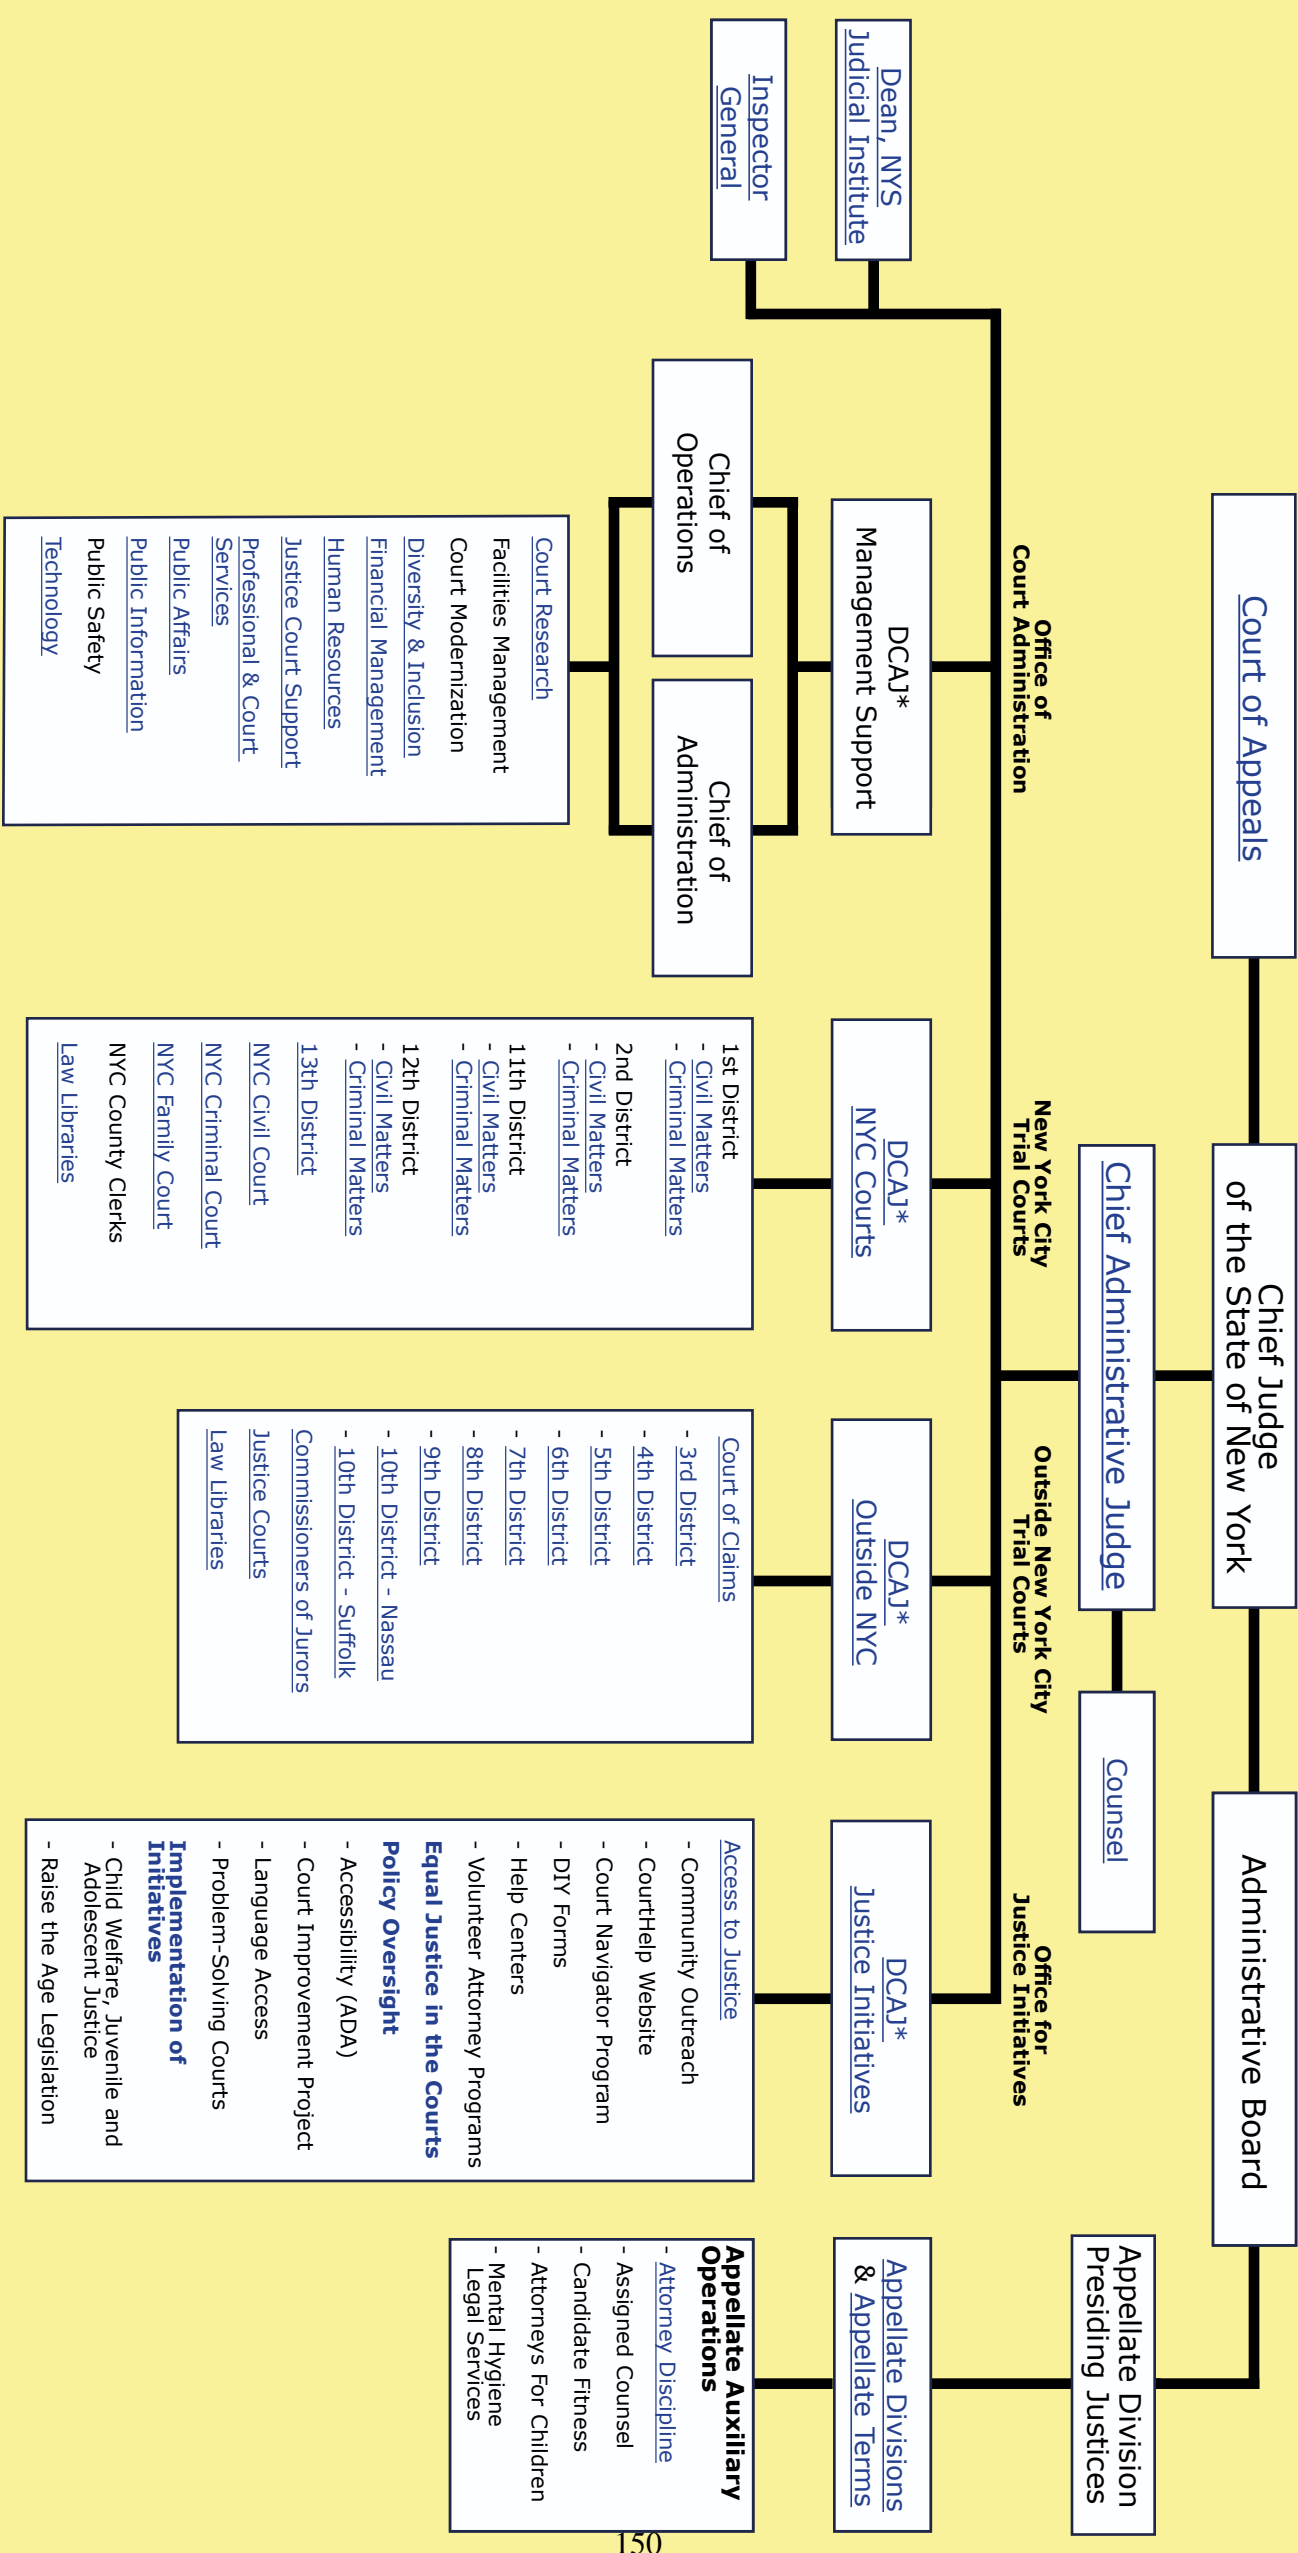 Court of Appeals
Chief Judge
of the State of New York
Administrative Board
Chief Administrative Judge
Counsel
Appellate Division
Presiding Justices
Office of
Court Administration
New York City
Trial Courts
Outside New York City
Trial Courts
Office for
Justice Initiatives
Dean, NYS
Judicial Institute
Inspector
General
DCAJ*
Management Support
Chief of
Operations
Chief of
Administration
Court Research
Facilities Management
Court Modernization
Diversity & Inclusion
Financial Management
Human Resources
Justice Court Support
Professional & Court
Services
Public Affairs
Public Information
Public Safety
Technology
DCAJ*
NYC Courts
1st District
- Civil Matters
- Criminal Matters
2nd District
- Civil Matters
- Criminal Matters
11th District
- Civil Matters
- Criminal Matters
12th District
- Civil Matters
- Criminal Matters
13th District
NYC Civil Court
NYC Criminal Court
NYC Family Court
NYC County Clerks
Law Libraries
DCAJ*
Outside NYC
Court of Claims
- 3rd District
- 4th District
- 5th District
- 6th District
- 7th District
- 8th District
- 9th District
- 10th District - Nassau
- 10th District - Suffolk
Commissioners of Jurors
Justice Courts
Law Libraries
DCAJ*
Justice Initiatives
Access to Justice
- Community Outreach
- CourtHelp Website
- Court Navigator Program
- DIY Forms
- Help Centers
- Volunteer Attorney Programs
Equal Justice in the Courts
Policy Oversight
- Accessibility (ADA)
- Court Improvement Project
- Language Access
- Problem-Solving Courts
Implementation of
Initiatives
- Child Welfare, Juvenile and
Adolescent Justice
- Raise the Age Legislation
Appellate Divisions
& Appellate Terms
Appellate Auxiliary
Operations
- Attorney Discipline
- Assigned Counsel
- Candidate Fitness
- Attorneys For Children
- Mental Hygiene
Legal Services
150